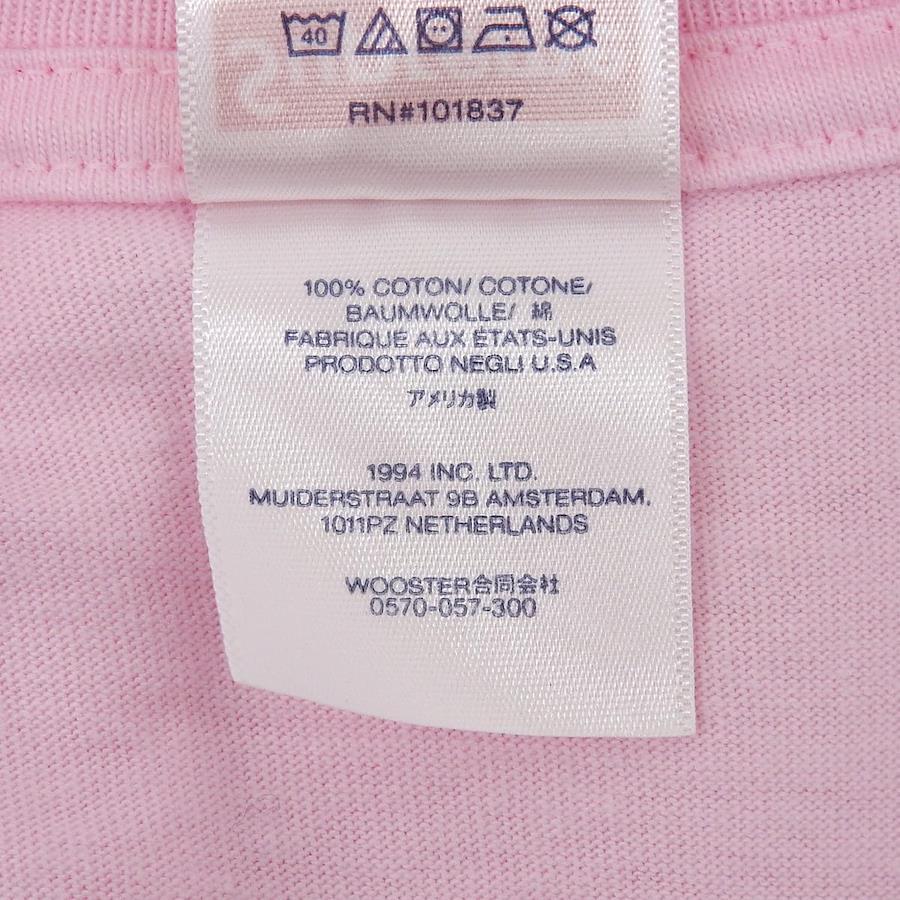 40
RN#101837
100% COTON/ COTONE/
BAUMWOLLE/ 綿
FABRIQUE AUX ÉTATS-UNIS
PRODOTTO NEGLI U.S.A
アメリカ製
1994 INC. LTD.
MUIDERSTRAAT 9B AMSTERDAM.
1011PZ NETHERLANDS
WOOSTER合同会社
0570-057-300